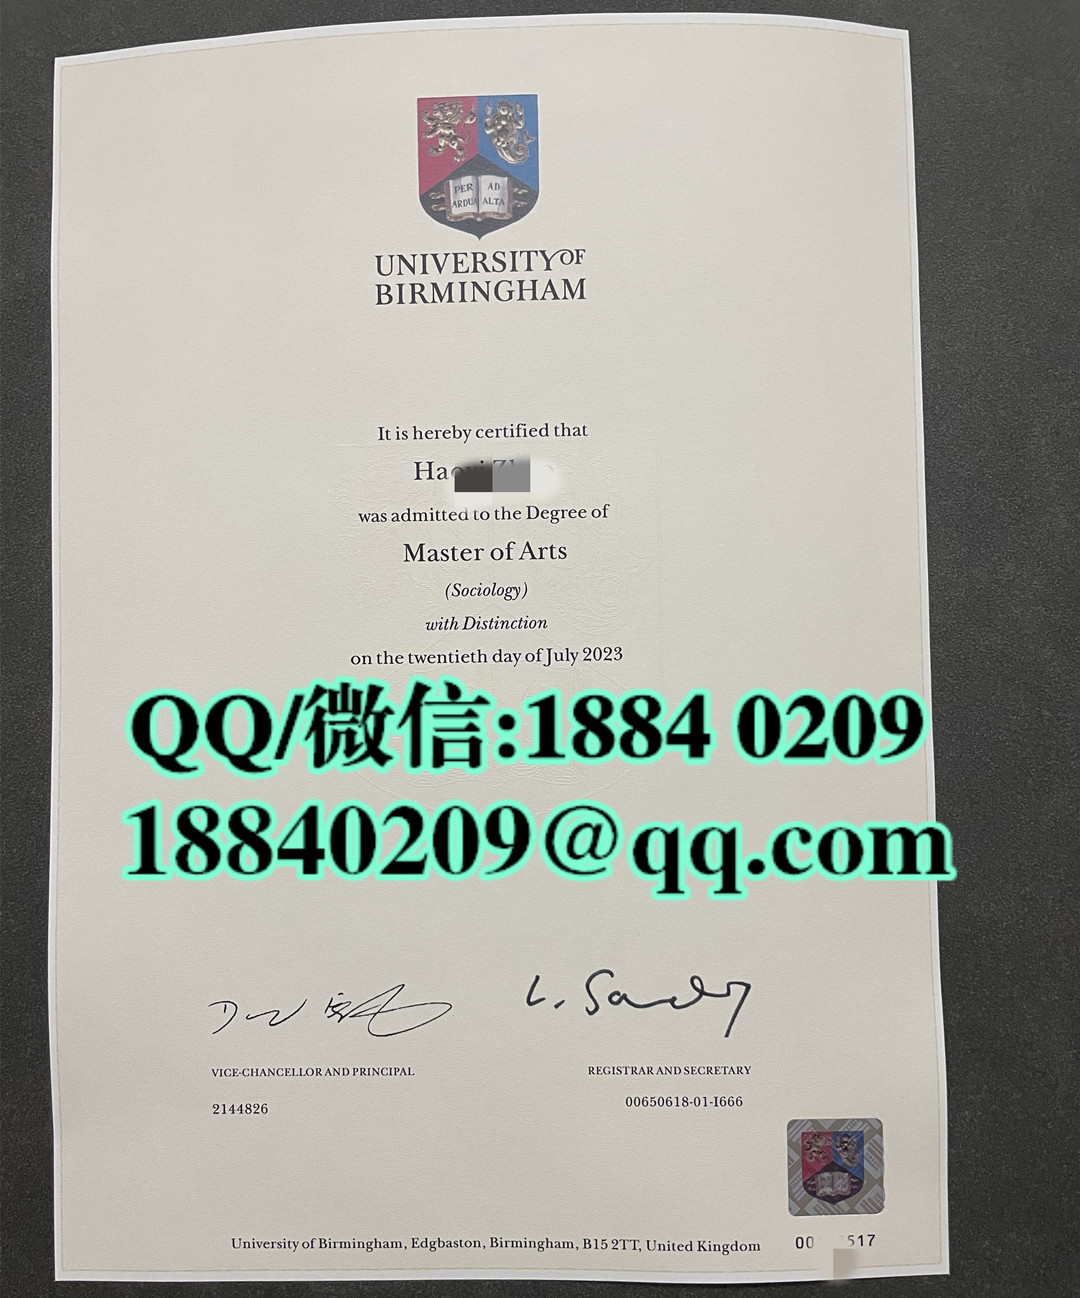 PER AD
ARDUA ALTA
UNIVERSITY OF
BIRMINGHAM
It is hereby certified that
was admitted to the Degree of
Master of Arts
(Sociology)
with Distinction
on the twentieth day of July 2023
QQ/微信:1884 0209
18840209@qq.com
L. Sandy
VICE-CHANCELLOR AND PRINCIPAL
REGISTRAR AND SECRETARY
2144826
00650618-01-I666
University of Birmingham, Edgbaston, Birmingham, B15 2TT, United Kingdom